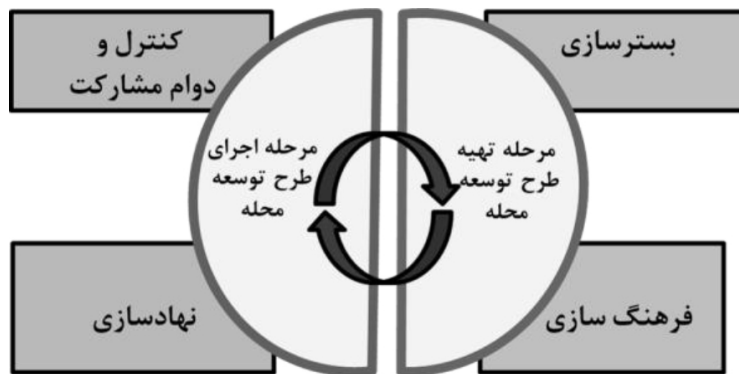 بسترسازی
کنترل و
دوام مشارکت
مرحله تهیه
طرح توسعه
محله
مرحله اجرای
طرح توسعه
محله
فرهنگ سازی
نهادسازی